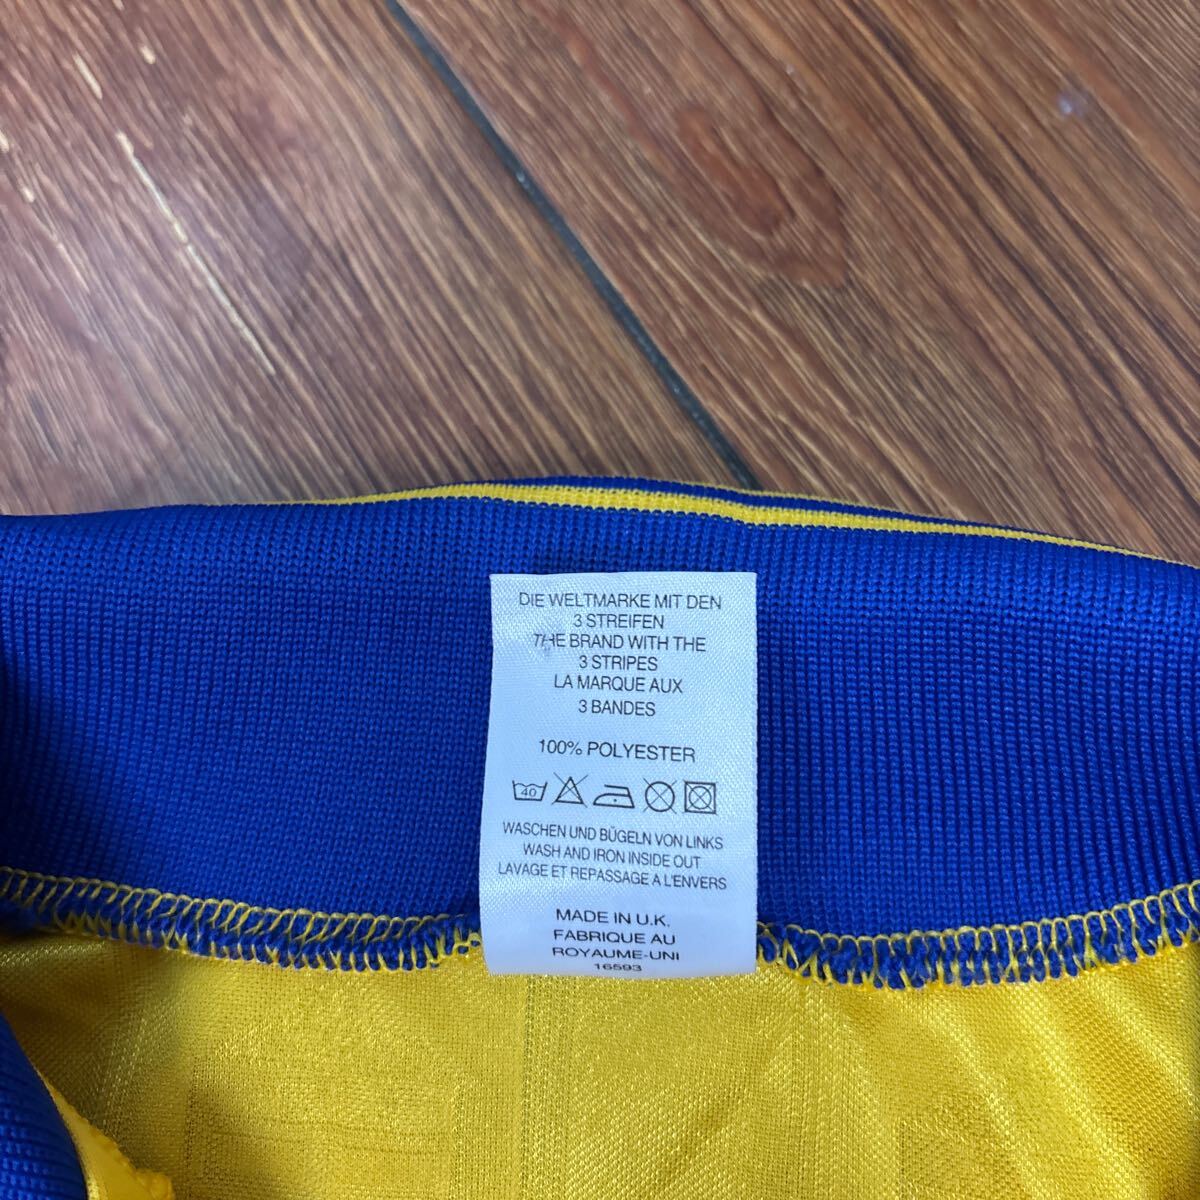 DIE WELTMARKE MIT DEN
3 STREIFEN
THE BRAND WITH THE
3 STRIPES
LA MARQUE AUX
3 BANDES
100% POLYESTER
40
WASCHEN UND BÜGELN VON LINKS
WASH AND IRON INSIDE OUT
LAVAGE ET REPASSAGE A L'ENVERS
MADE IN U.K.
FABRIQUE AU
ROYAUME-UNI
16593